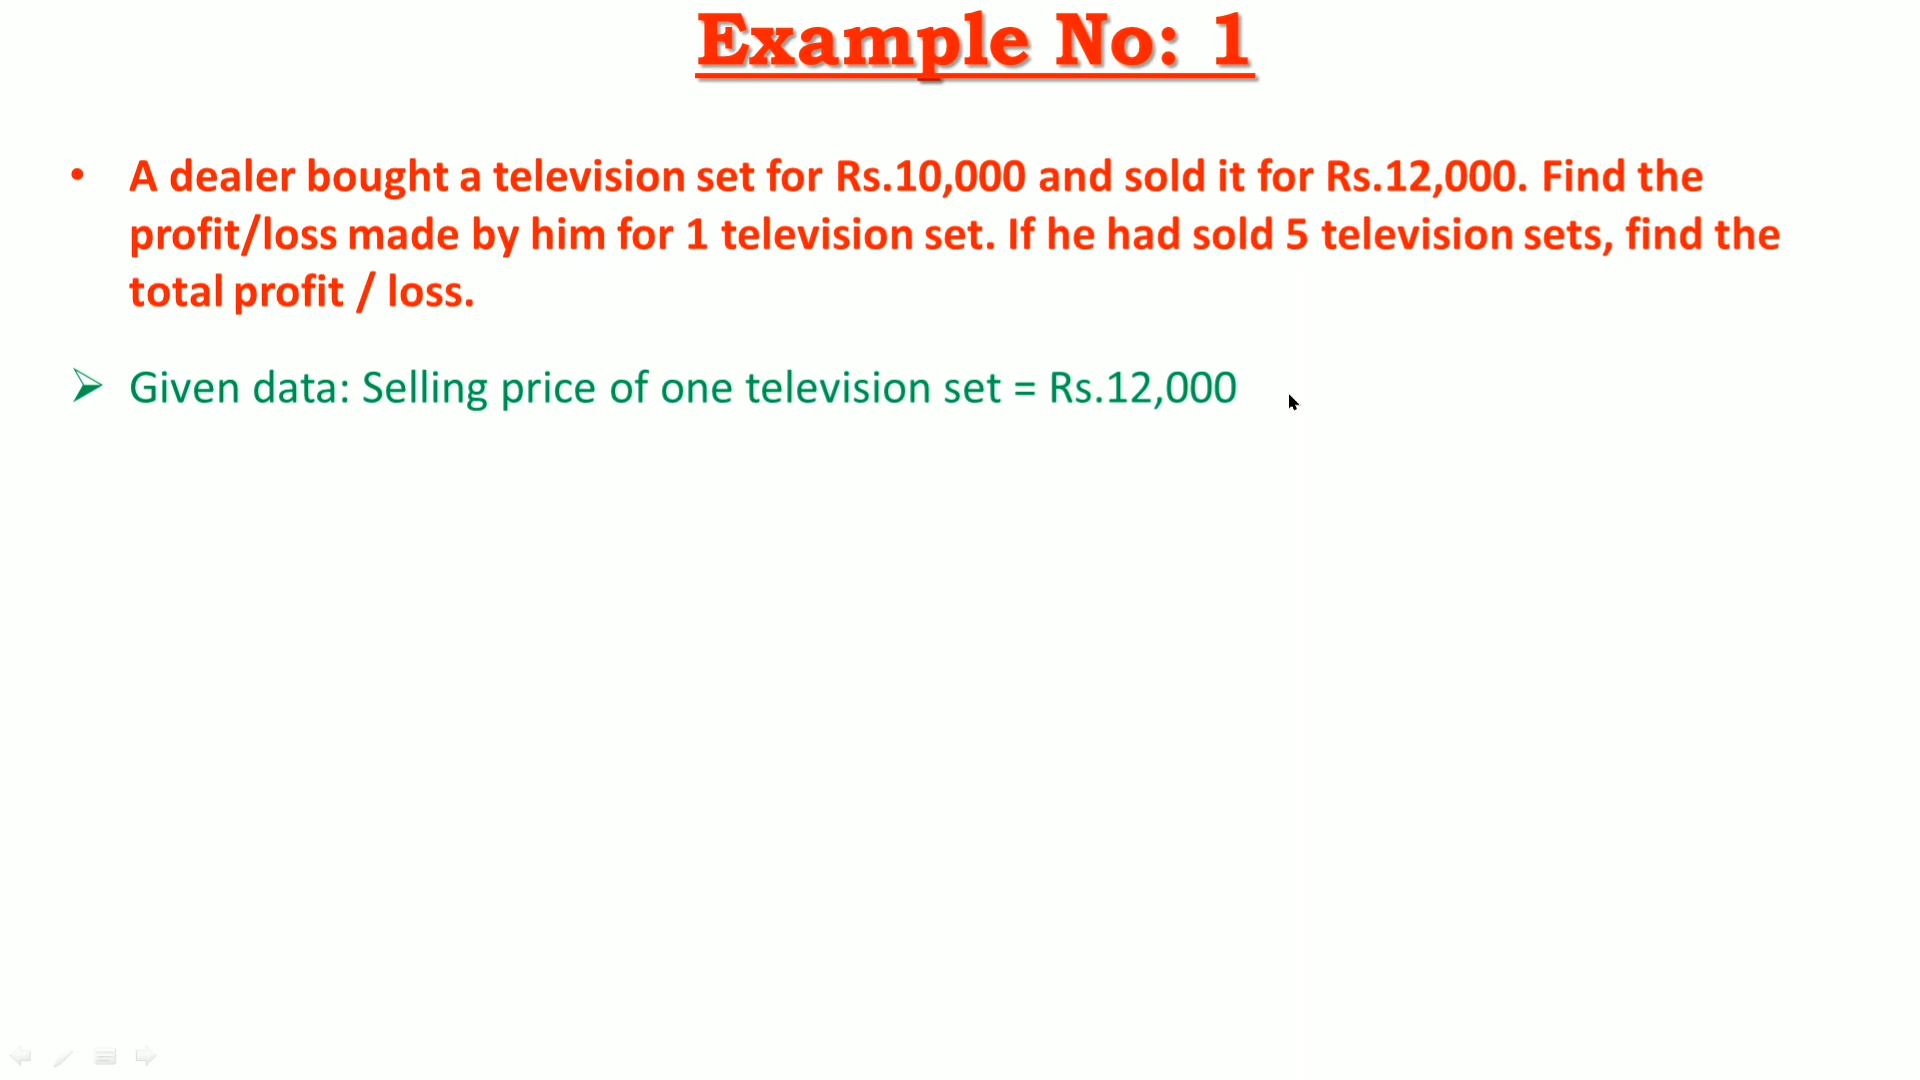 Example No: 1
• A dealer bought a television set for Rs.10,000 and sold it for Rs.12,000. Find the
profit/loss made by him for 1 television set. If he had sold 5 television sets, find the
total profit / loss.
➢ Given data: Selling price of one television set = Rs.12,000